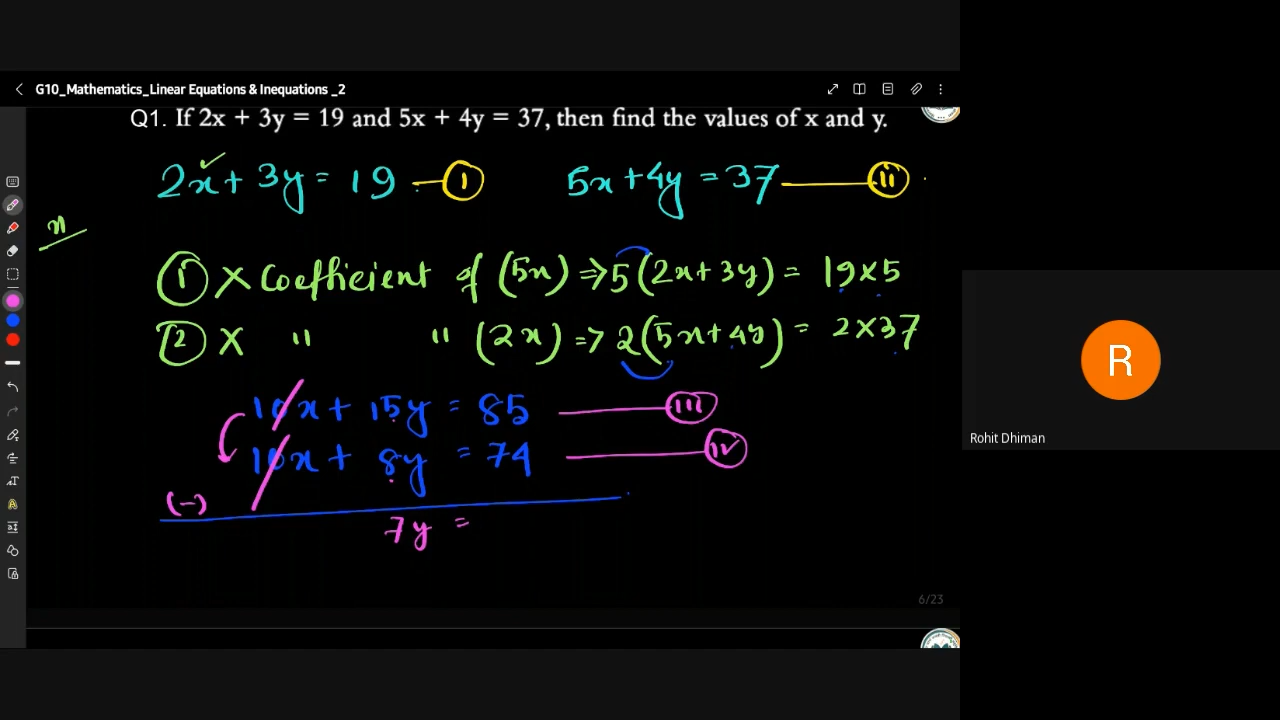 G10_Mathematics_Linear Equations & Inequations _2
Q1. If 2x + 3y = 19 and 5x + 4y = 37, then find the values of x and y.
2x + 3y = 19 — ①
5x + 4y = 37 — ⅱ
x
① × Coefficient of (5x) ⇒ 5(2x + 3y) = 19 × 5
② × " " (2x) ⇒ 2(5x + 4y) = 2 × 37
10x + 15y = 85 — ⅲ
10x + 8y = 74 — ⅳ
(-)
7y =
6/23
R
Rohit Dhiman